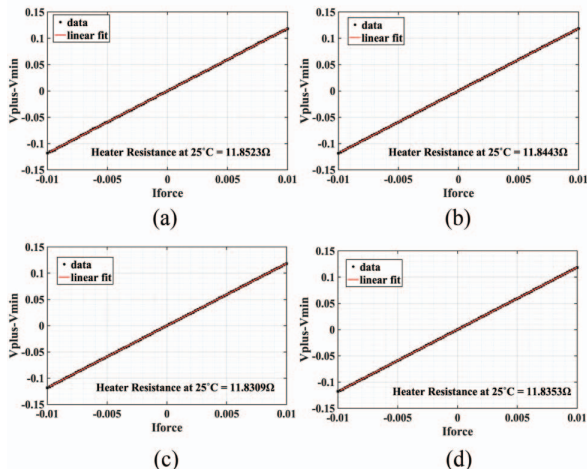 0.15
data
linear fit
0.1
0.05
0
-0.05
-0.1
-0.15
Vplus-Vmin
Heater Resistance at 25°C = 11.8523Ω
-0.01 -0.005 0 0.005 0.01
Iforce
(a)
0.15
data
linear fit
0.1
0.05
0
-0.05
-0.1
-0.15
Vplus-Vmin
Heater Resistance at 25°C = 11.8443Ω
-0.01 -0.005 0 0.005 0.01
Iforce
(b)
0.15
data
linear fit
0.1
0.05
0
-0.05
-0.1
-0.15
Vplus-Vmin
Heater Resistance at 25°C = 11.8309Ω
-0.01 -0.005 0 0.005 0.01
Iforce
(c)
0.15
data
linear fit
0.1
0.05
0
-0.05
-0.1
-0.15
Vplus-Vmin
Heater Resistance at 25°C = 11.8353Ω
-0.01 -0.005 0 0.005 0.01
Iforce
(d)